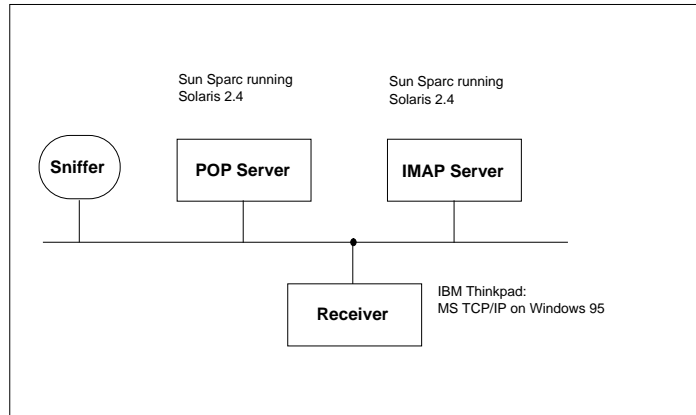 Sun Sparc running
Solaris 2.4
Sun Sparc running
Solaris 2.4
Sniffer
POP Server
IMAP Server
Receiver
IBM Thinkpad:
MS TCP/IP on Windows 95